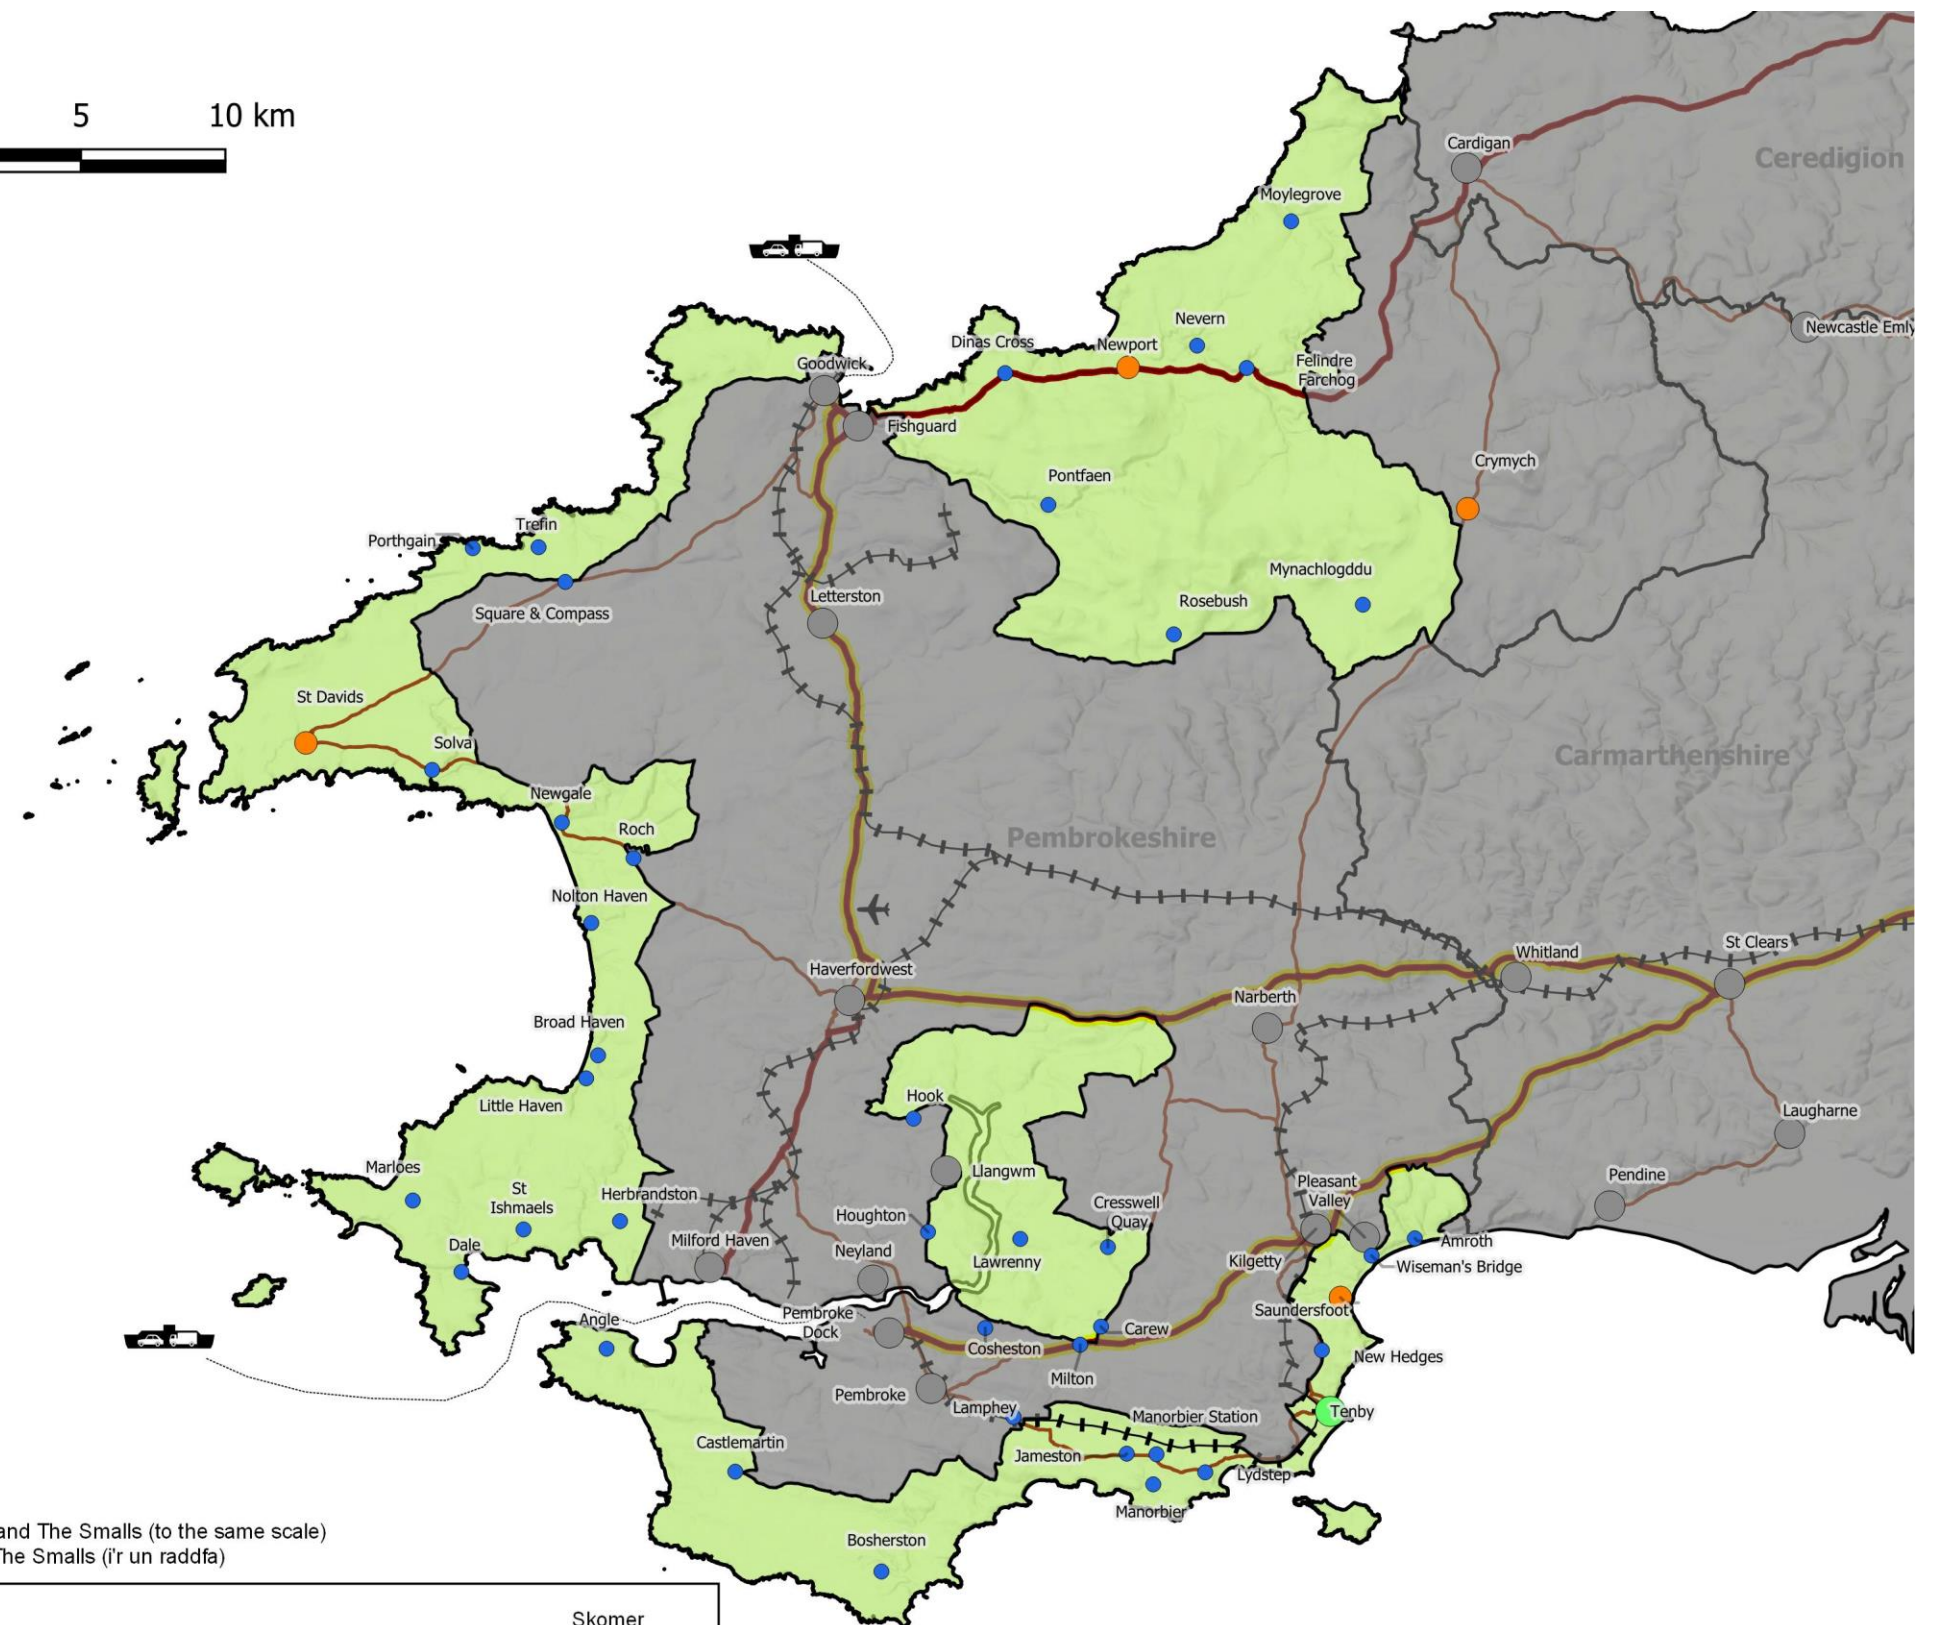 5
10 km
Cardigan
Ceredigion
Moylegrove
Nevern
Newcastle Emly
Dinas Cross
Newport
Goodwick
Felindre
Farchog
Fishguard
Crymych
Pontfaen
Trefin
Porthgain
Mynachlogddu
Letterston
Rosebush
Square & Compass
St Davids
Solva
Carmarthenshire
Newgale
Roch
Pembrokeshire
Nolton Haven
St Clears
Whitland
Haverfordwest
Narberth
Broad Haven
Hook
Little Haven
Laugharne
Marloes
Llangwm
Pendine
Pleasant
Valley
St
Ishmaels
Herbrandston
Cresswell
Quay
Houghton
Milford Haven
Dale
Neyland
Amroth
Lawrenny
Kilgetty
Wiseman's Bridge
Saundersfoot
Pembroke
Dock
Angle
Carew
Cosheston
New Hedges
Milton
Pembroke
Lamphey
Tenby
Manorbier Station
Castlemartin
Jameston
Lydstep
Manorbier
and The Smalls (to the same scale)
The Smalls (i'r un raddfa)
Bosherston
Skomer